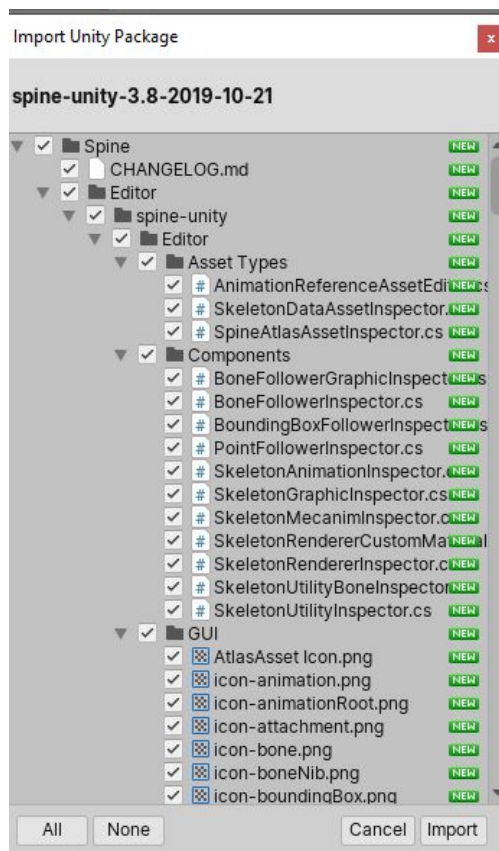 Import Unity Package x
spine-unity-3.8-2019-10-21
Spine NEW
CHANGELOG.md NEW
Editor NEW
spine-unity NEW
Editor NEW
Asset Types NEW
# AnimationReferenceAssetEdi NEW cs
# SkeletonDataAssetInspector. NEW
# SpineAtlasAssetInspector.cs NEW
Components NEW
# BoneFollowerGraphicInspect NEW s
# BoneFollowerInspector.cs NEW
# BoundingBoxFollowerInspect NEW s
# PointFollowerInspector.cs NEW
# SkeletonAnimationInspector. NEW
# SkeletonGraphicInspector.cs NEW
# SkeletonMecanimInspector.c NEW
# SkeletonRendererCustomMa NEW al
# SkeletonRendererInspector.c NEW
# SkeletonUtilityBoneInspector NEW
# SkeletonUtilityInspector.cs NEW
GUI NEW
AtlasAsset Icon.png NEW
icon-animation.png NEW
icon-animationRoot.png NEW
icon-attachment.png NEW
icon-bone.png NEW
icon-boneNib.png NEW
icon-boundingBox.png NEW
All None Cancel Import